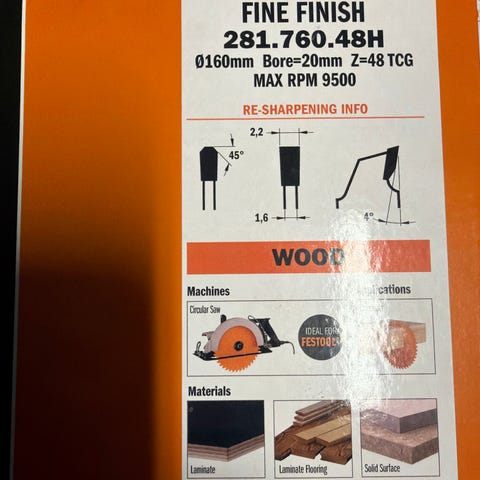 FINE FINISH
281.760.48H
Ø160mm Bore=20mm Z=48 TCG
MAX RPM 9500
RE-SHARPENING INFO
2,2
45°
1,6
4°
WOOD
Machines
Circular Saw
IDEAL FOR
FESTOOL
Materials
Laminate
Laminate Flooring
Solid Surface